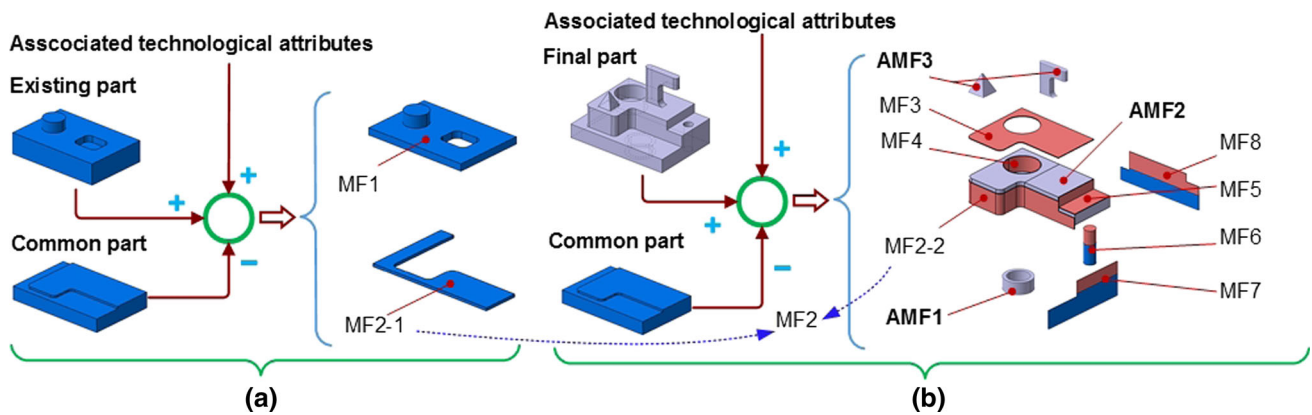 Asscociated technological attributes
Existing part
+
+
Common part
−
MF1
MF2-1
(a)
Associated technological attributes
Final part
+
+
Common part
−
MF2
AMF3
MF3
MF4
AMF2
MF8
MF5
MF2-2
MF6
MF7
AMF1
(b)